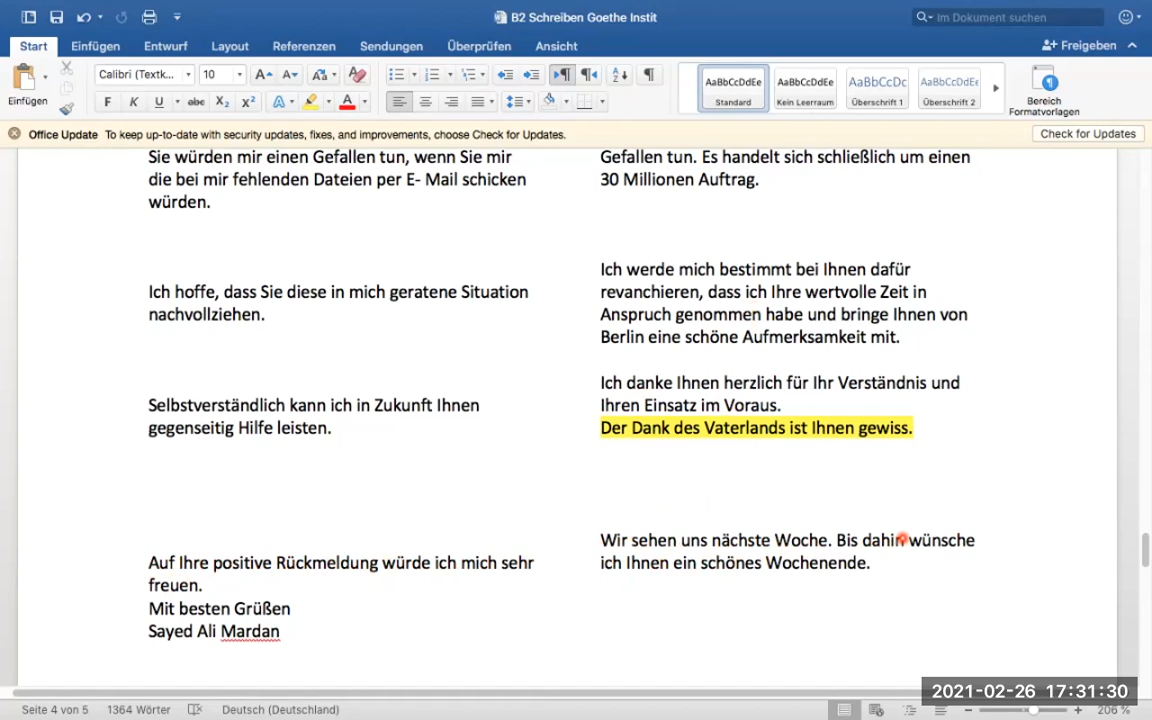 B2 Schreiben Goethe Instit
Im Dokument suchen
Start Einfügen Entwurf Layout Referenzen Sendungen Überprüfen Ansicht
Freigeben
Einfügen
Calibri (Textk... 10
F K U abc X₂ X²
AaBbCcDdEe AaBbCcDdEe AaBbCcDc AaBbCcDdEe
Standard Kein Leerraum Überschrift 1 Überschrift 2
Bereich
Formatvorlagen
Office Update To keep up-to-date with security updates, fixes, and improvements, choose Check for Updates.
Check for Updates
Sie würden mir einen Gefallen tun, wenn Sie mir
die bei mir fehlenden Dateien per E- Mail schicken
würden.
Ich hoffe, dass Sie diese in mich geratene Situation
nachvollziehen.
Selbstverständlich kann ich in Zukunft Ihnen
gegenseitig Hilfe leisten.
Auf Ihre positive Rückmeldung würde ich mich sehr
freuen.
Mit besten Grüßen
Sayed Ali Mardan
Gefallen tun. Es handelt sich schließlich um einen
30 Millionen Auftrag.
Ich werde mich bestimmt bei Ihnen dafür
revanchieren, dass ich Ihre wertvolle Zeit in
Anspruch genommen habe und bringe Ihnen von
Berlin eine schöne Aufmerksamkeit mit.
Ich danke Ihnen herzlich für Ihr Verständnis und
Ihren Einsatz im Voraus.
Der Dank des Vaterlands ist Ihnen gewiss.
Wir sehen uns nächste Woche. Bis dahin wünsche
ich Ihnen ein schönes Wochenende.
2021-02-26 17:31:30
Seite 4 von 5 1364 Wörter Deutsch (Deutschland)
206 %